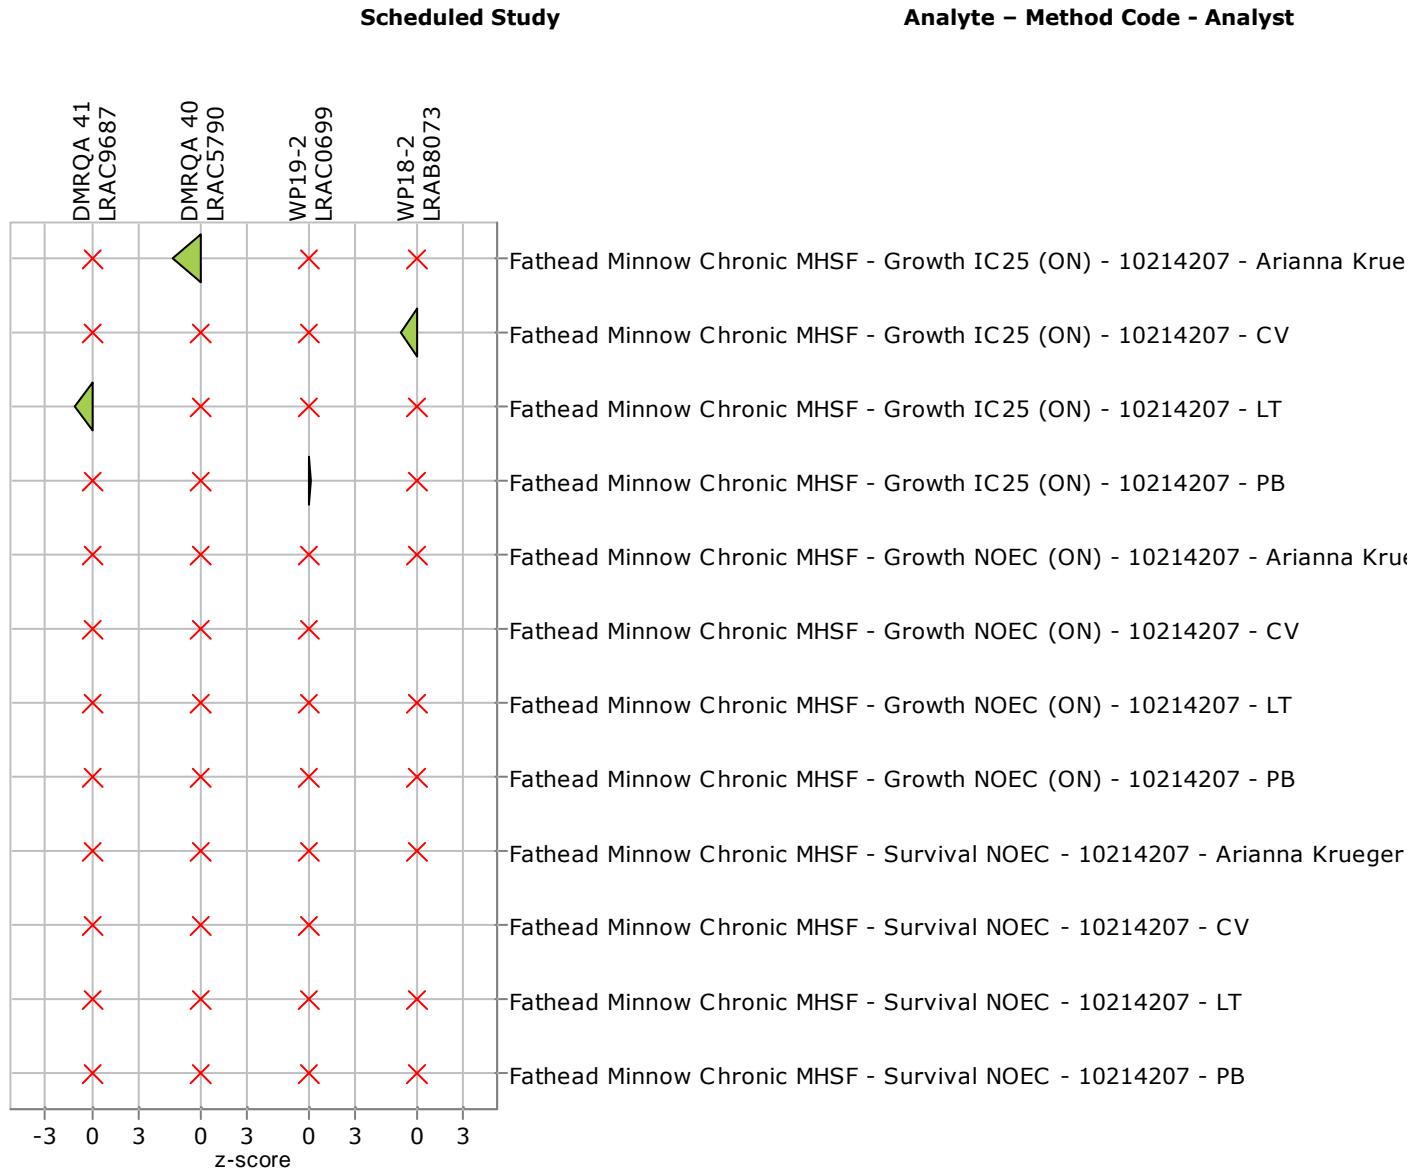 Scheduled Study
Analyte – Method Code - Analyst
DMRQA 41
LRAC9687
DMRQA 40
LRAC5790
WP19-2
LRAC0699
WP18-2
LRAB8073
Fathead Minnow Chronic MHSF - Growth IC25 (ON) - 10214207 - Arianna Krue
Fathead Minnow Chronic MHSF - Growth IC25 (ON) - 10214207 - CV
Fathead Minnow Chronic MHSF - Growth IC25 (ON) - 10214207 - LT
Fathead Minnow Chronic MHSF - Growth IC25 (ON) - 10214207 - PB
Fathead Minnow Chronic MHSF - Growth NOEC (ON) - 10214207 - Arianna Krue
Fathead Minnow Chronic MHSF - Growth NOEC (ON) - 10214207 - CV
Fathead Minnow Chronic MHSF - Growth NOEC (ON) - 10214207 - LT
Fathead Minnow Chronic MHSF - Growth NOEC (ON) - 10214207 - PB
Fathead Minnow Chronic MHSF - Survival NOEC - 10214207 - Arianna Krueger
Fathead Minnow Chronic MHSF - Survival NOEC - 10214207 - CV
Fathead Minnow Chronic MHSF - Survival NOEC - 10214207 - LT
Fathead Minnow Chronic MHSF - Survival NOEC - 10214207 - PB
-3 0 3 0 3 0 3 0 3
z-score